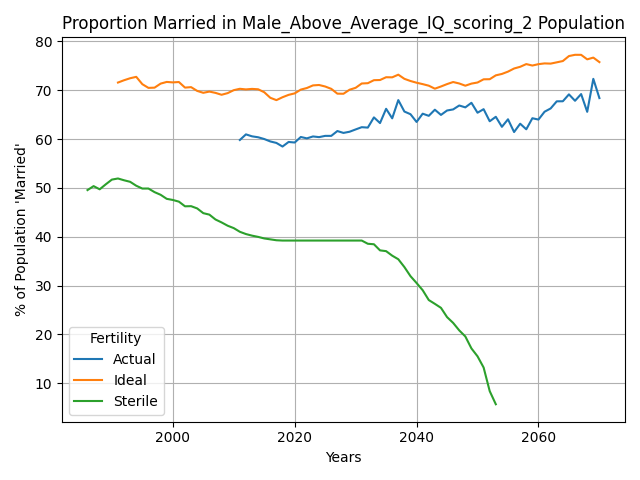 Proportion Married in Male_Above_Average_IQ_scoring_2 Population
80
70
60
50
40
30
20
10
% of Population 'Married'
Fertility
Actual
Ideal
Sterile
2000
2020
2040
2060
Years